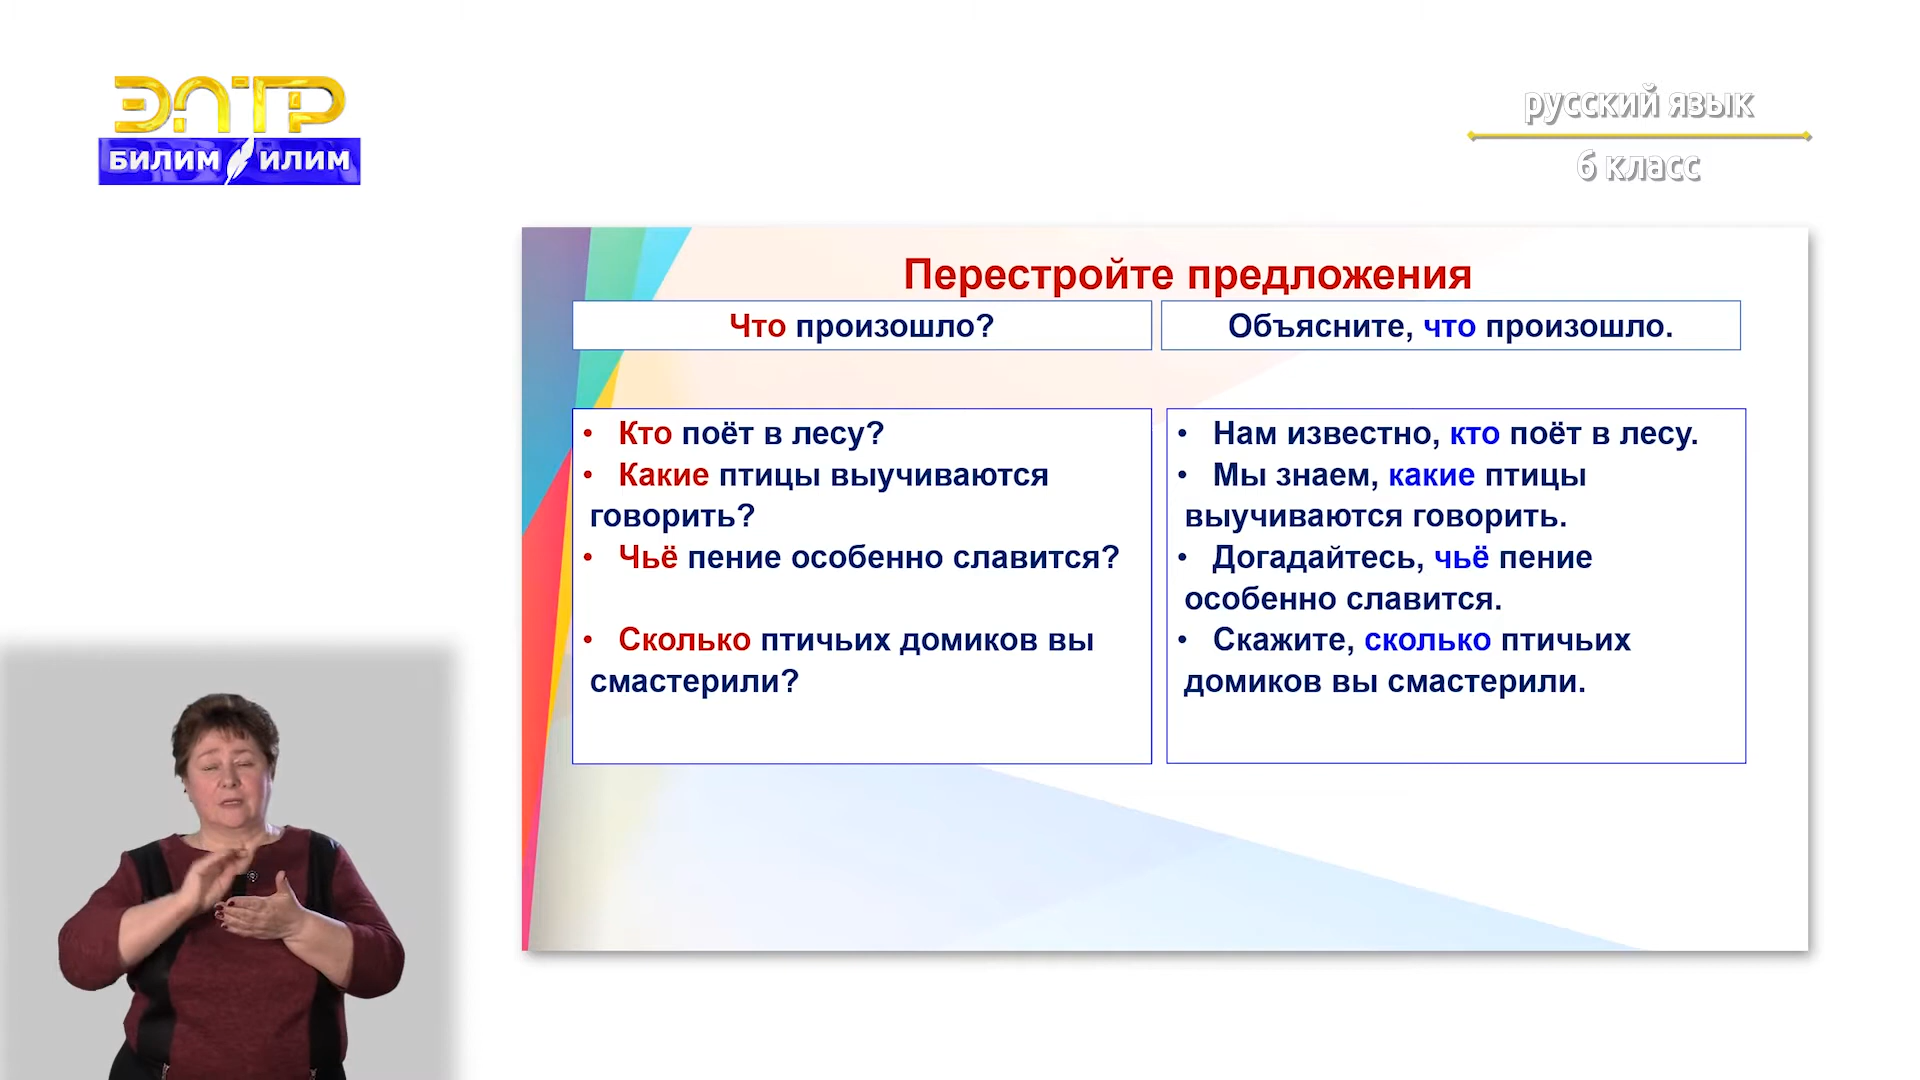 ЭЛТР
БИЛИМ ИЛИМ
русский язык
6 класс
Перестройте предложения
Что произошло?
Объясните, что произошло.
• Кто поёт в лесу?
• Какие птицы выучиваются
говорить?
• Чьё пение особенно славится?
• Сколько птичьих домиков вы
смастерили?
• Нам известно, кто поёт в лесу.
• Мы знаем, какие птицы
выучиваются говорить.
• Догадайтесь, чьё пение
особенно славится.
• Скажите, сколько птичьих
домиков вы смастерили.